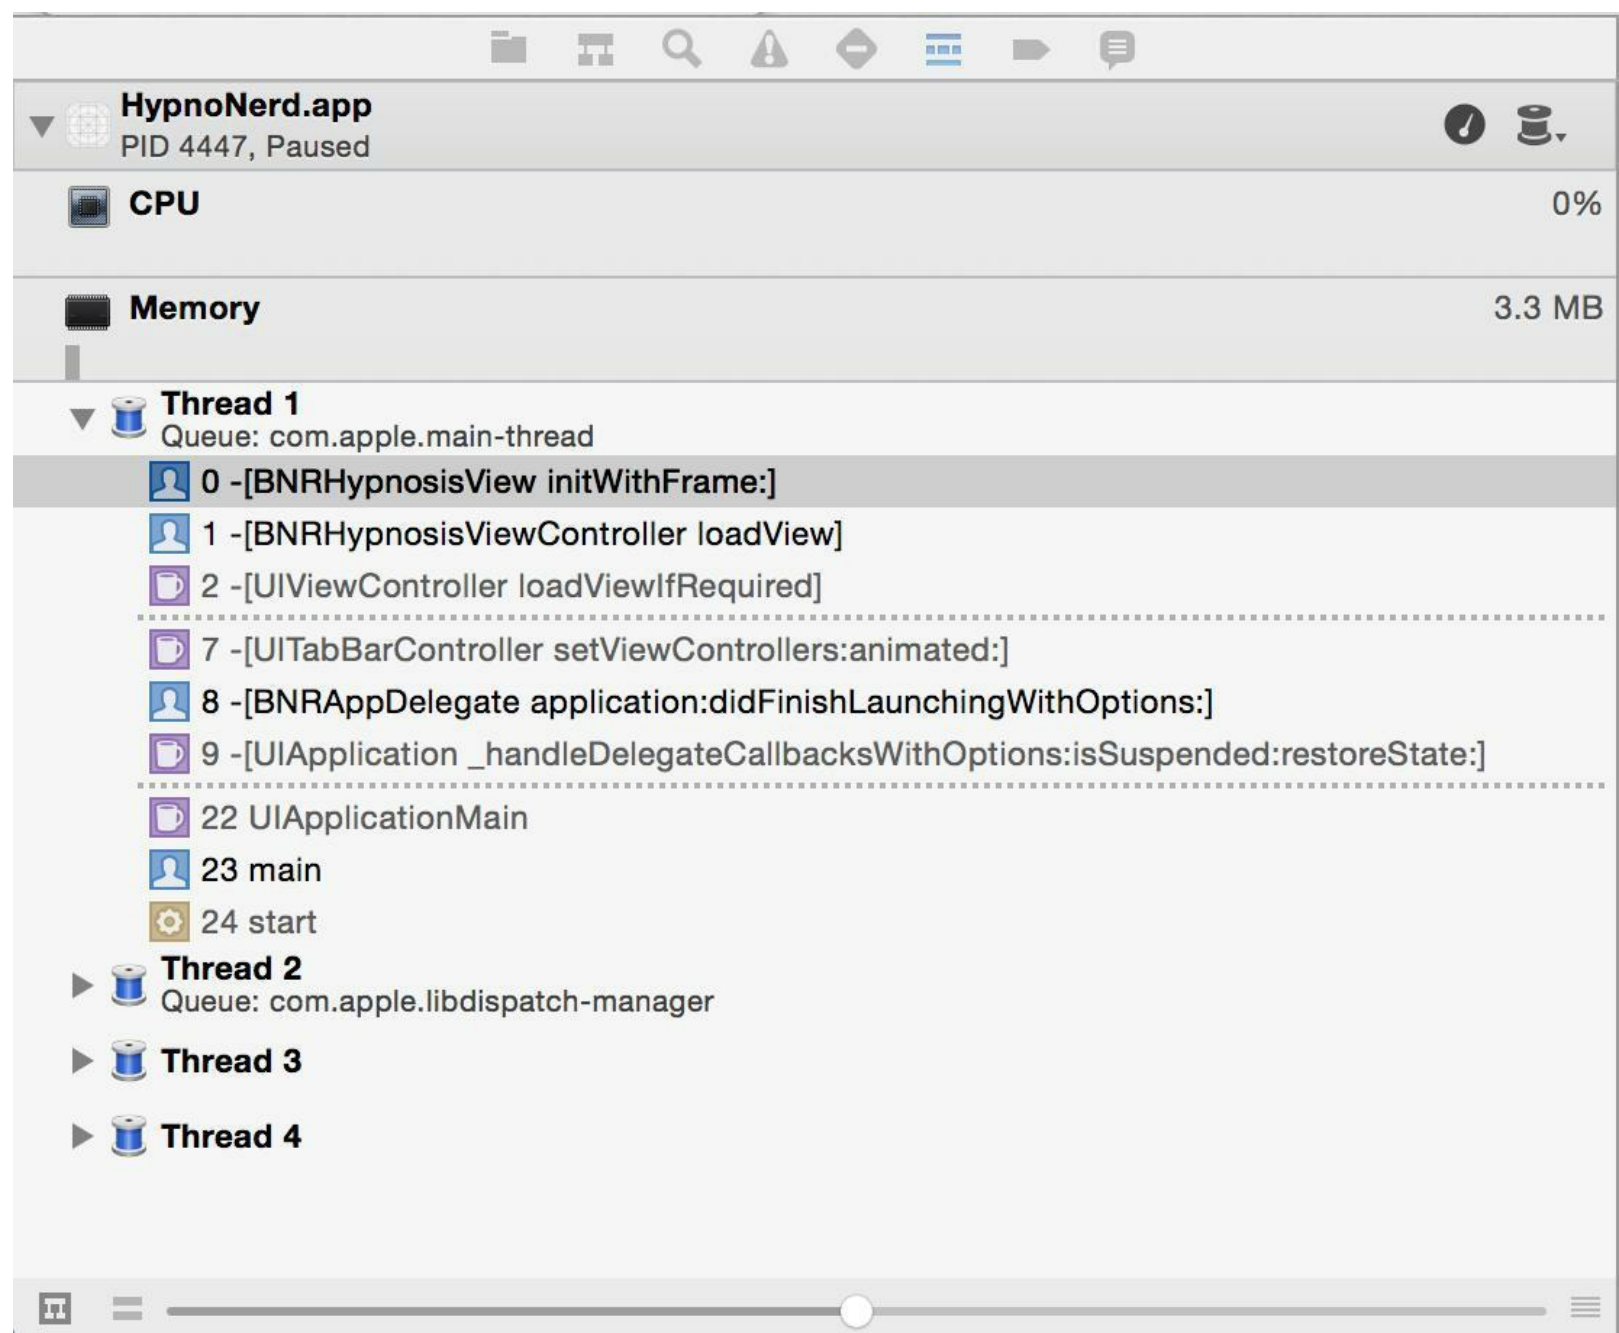 HypnoNerd.app
PID 4447, Paused
CPU 0%
Memory 3.3 MB
Thread 1
Queue: com.apple.main-thread
0 -[BNRHypnosisView initWithFrame:]
1 -[BNRHypnosisViewController loadView]
2 -[UIViewController loadViewIfRequired]
7 -[UITabBarController setViewControllers:animated:]
8 -[BNRAppDelegate application:didFinishLaunchingWithOptions:]
9 -[UIApplication _handleDelegateCallbacksWithOptions:isSuspended:restoreState:]
22 UIApplicationMain
23 main
24 start
Thread 2
Queue: com.apple.libdispatch-manager
Thread 3
Thread 4